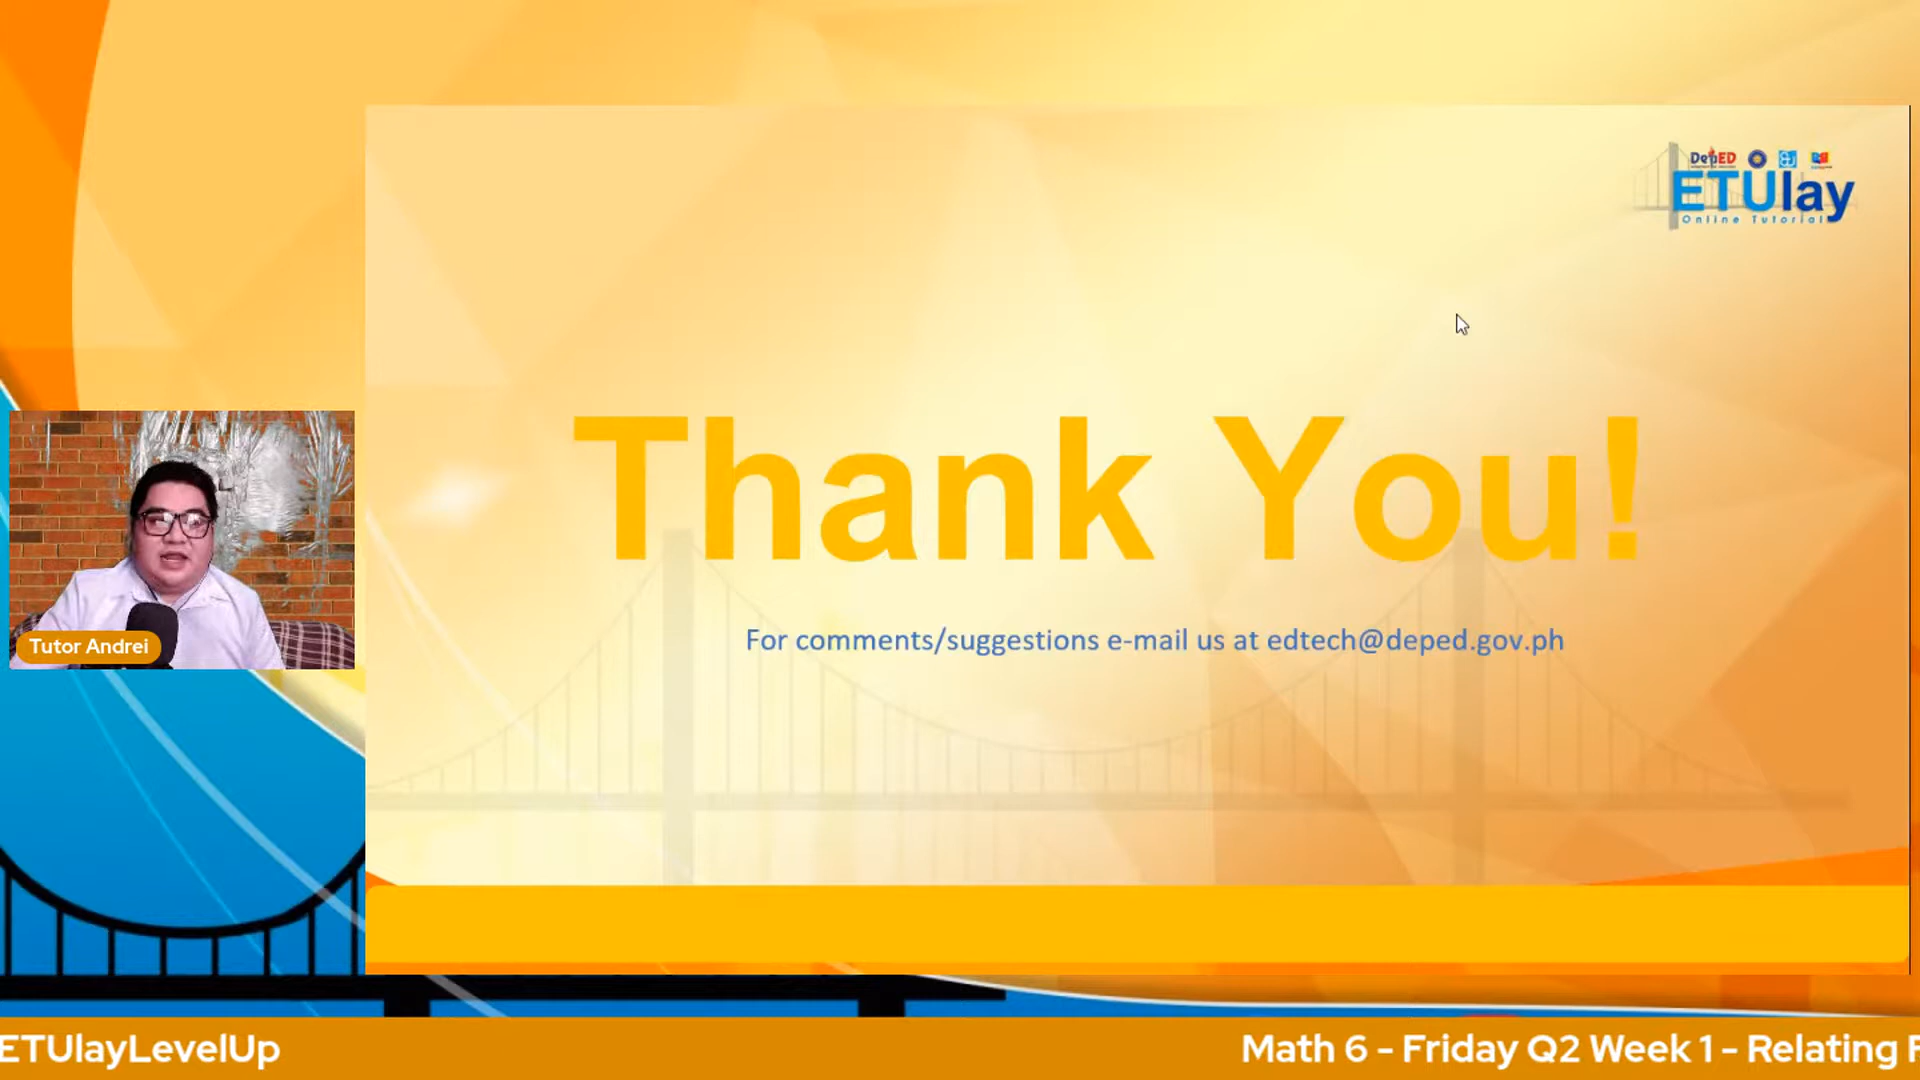 DepED
ETUlay
Online Tutorial
Thank You!
For comments/suggestions e-mail us at edtech@deped.gov.ph
Tutor Andrei
ETUlayLevelUp
Math 6 - Friday Q2 Week 1 - Relating F